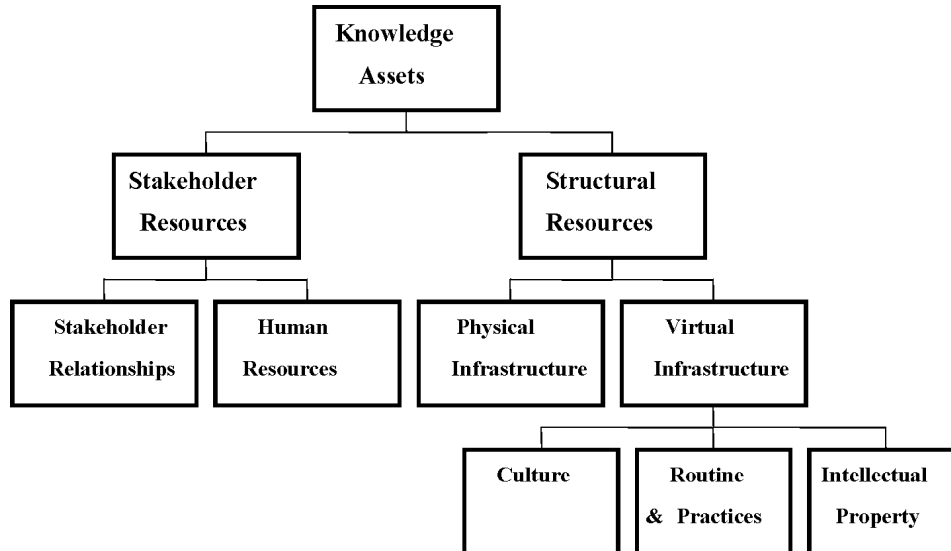 Knowledge
Assets
Stakeholder
Resources
Structural
Resources
Stakeholder
Relationships
Human
Resources
Physical
Infrastructure
Virtual
Infrastructure
Culture
Routine
& Practices
Intellectual
Property